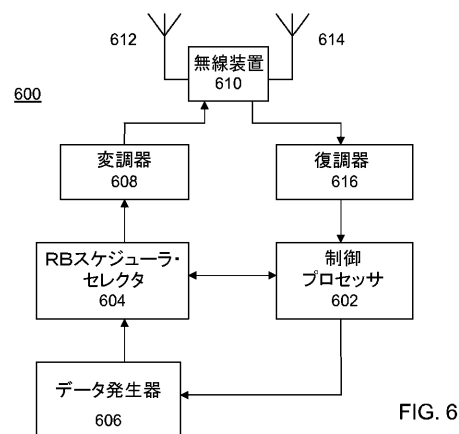 612
614
無線装置
610
600
変調器
608
復調器
616
RBスケジューラ・
セレクタ
604
制御
プロセッサ
602
データ発生器
606
FIG. 6